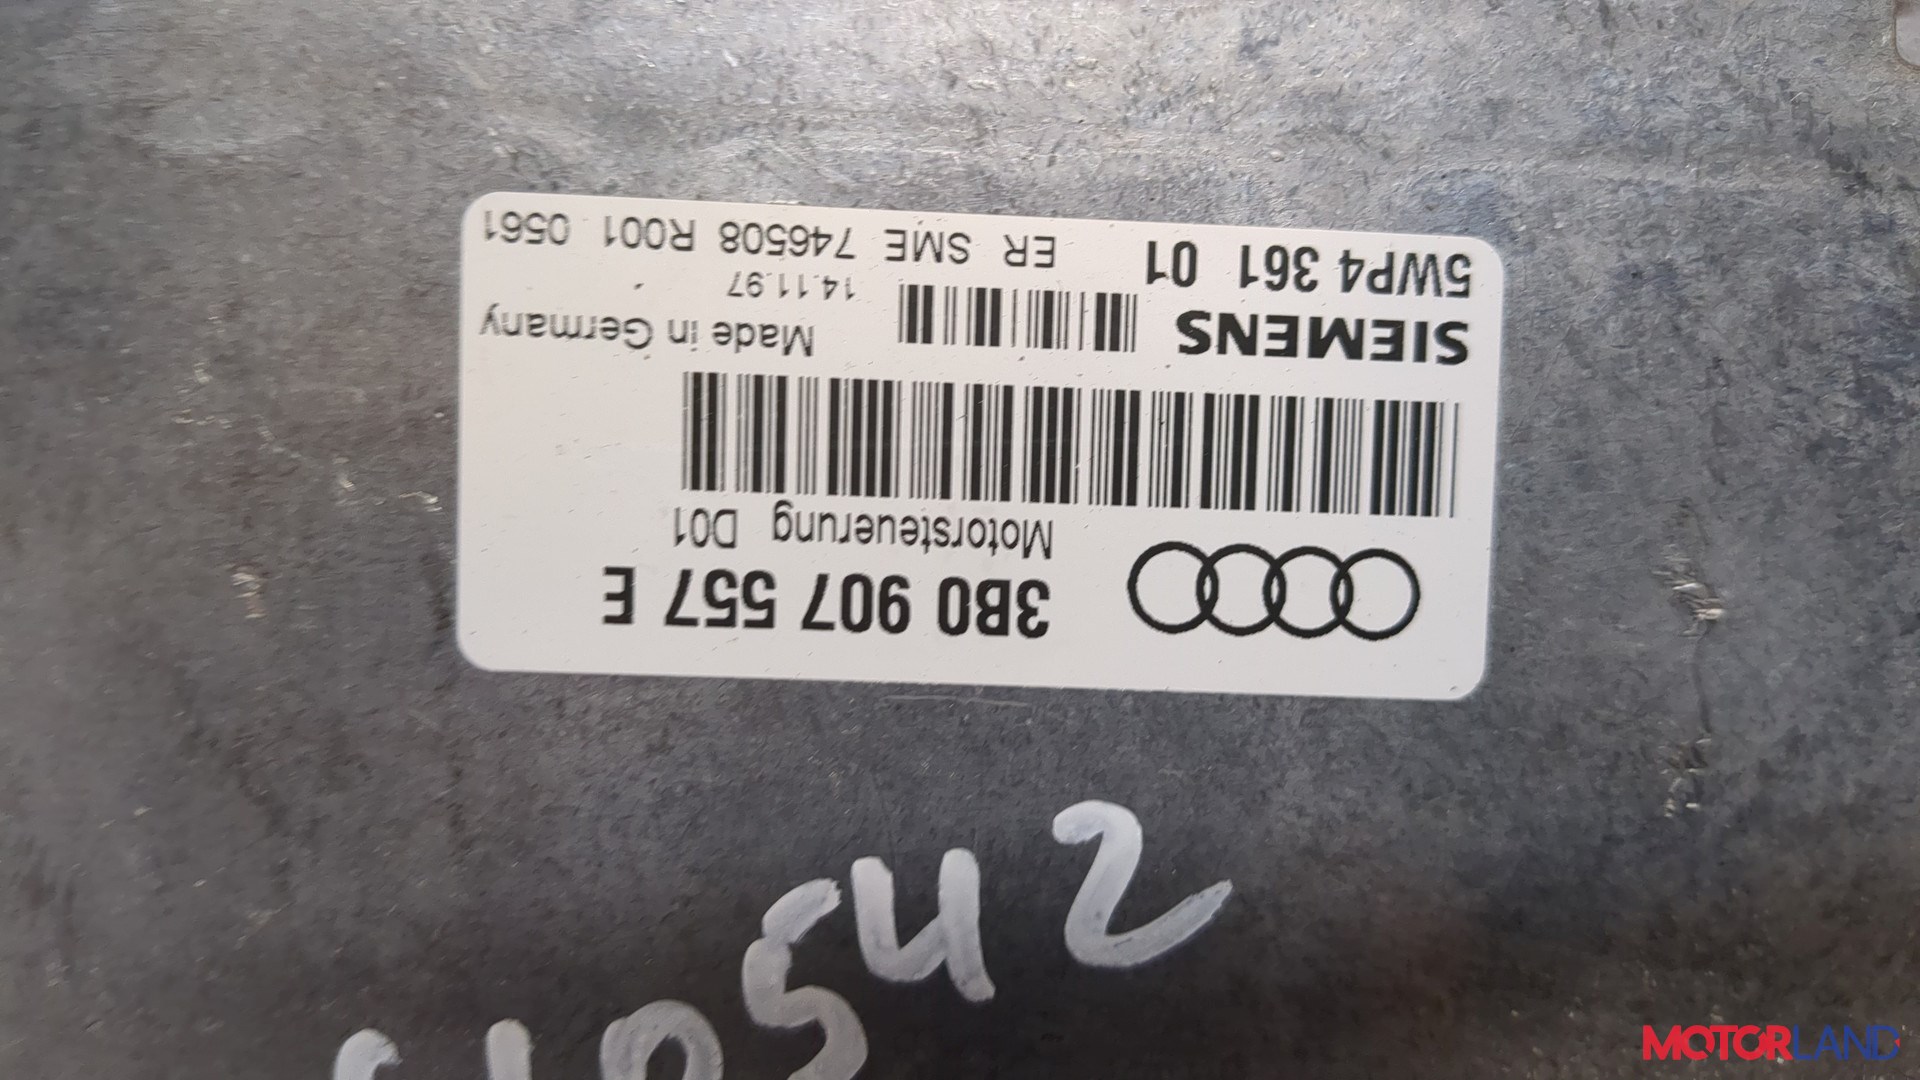 3B0 907 557 E
Motorsteuerung D01
SIEMENS
Made in Germany
14.11.97
5WP4 361 01 ER SME 746508 R001 0561
542
MOTORLAND